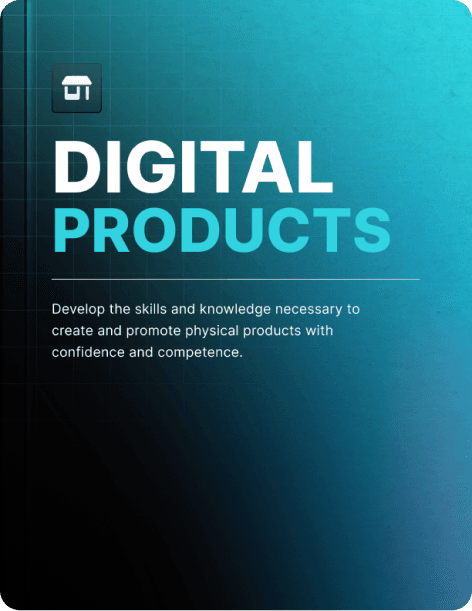 DIGITAL
PRODUCTS
Develop the skills and knowledge necessary to
create and promote physical products with
confidence and competence.